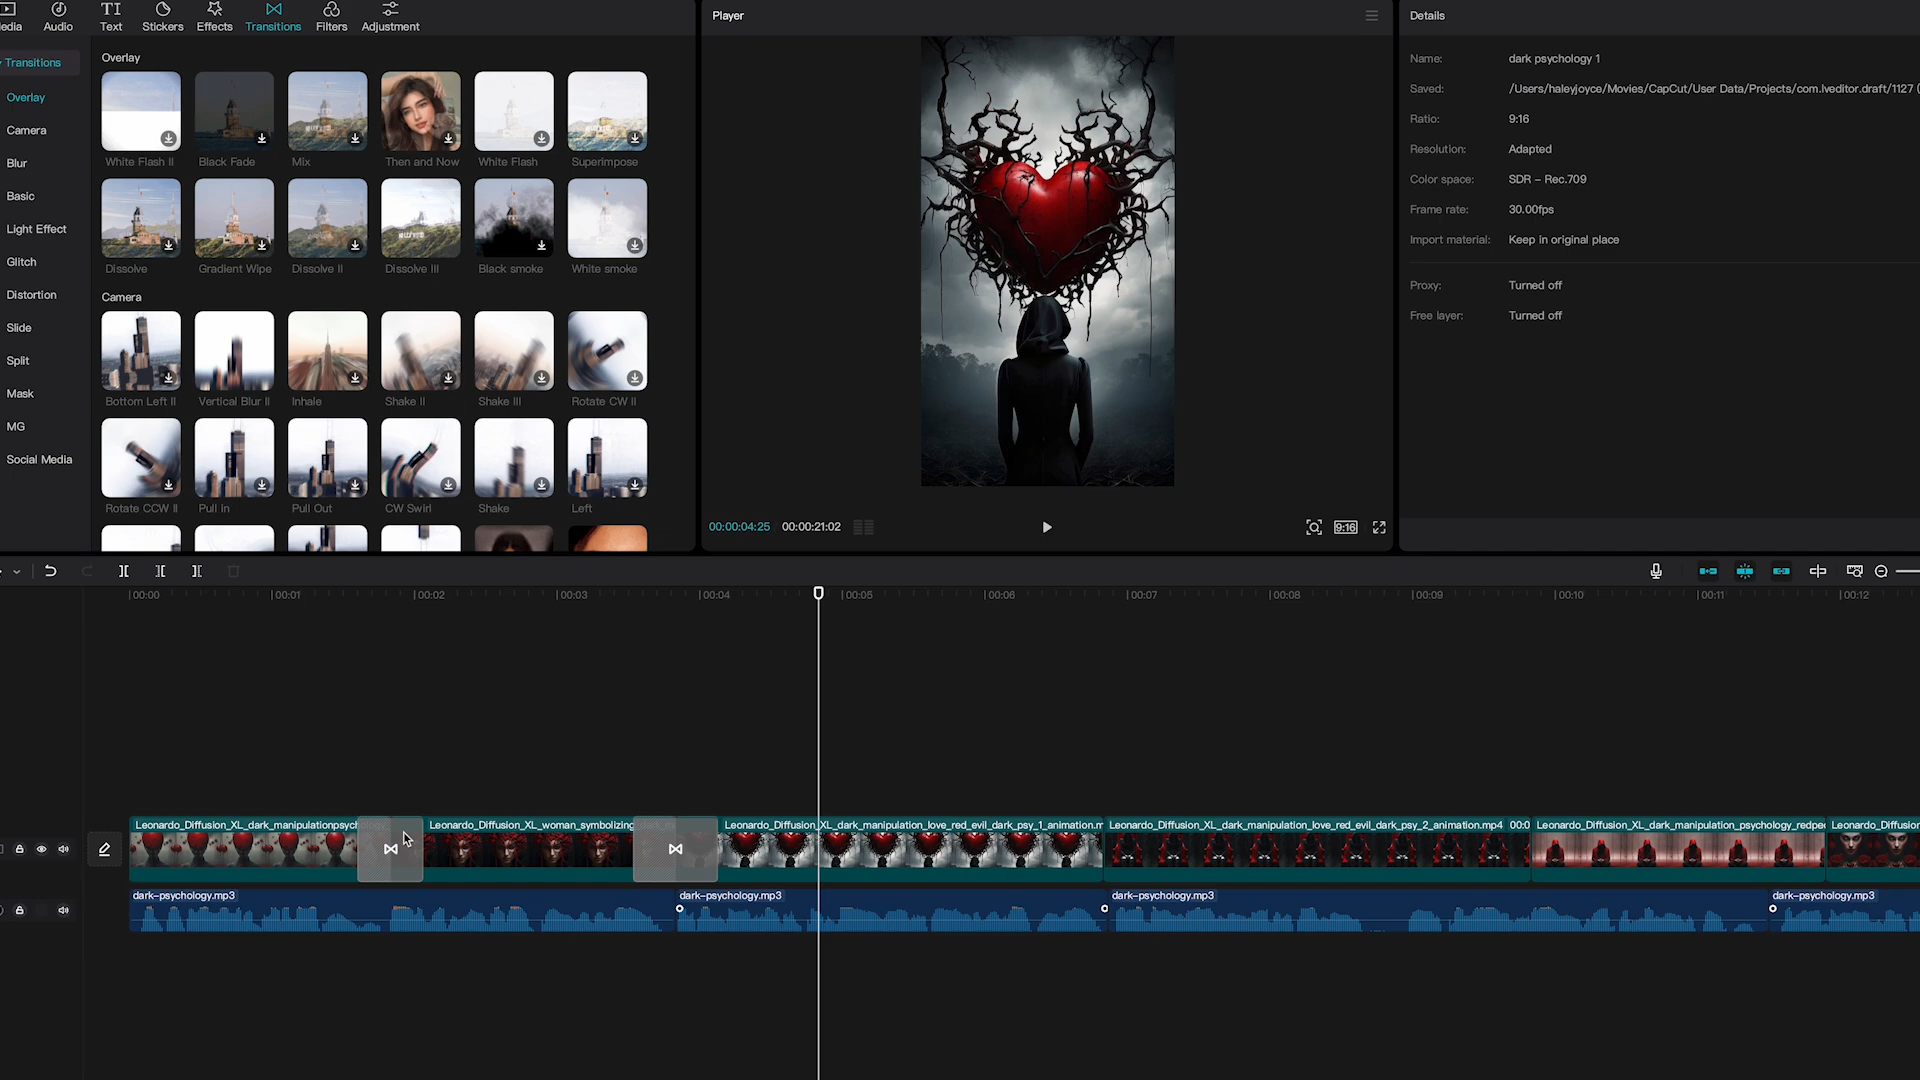 Audio
Text
Stickers
Effects
Transitions
Filters
Adjustment
Player
Details
Transitions
Overlay
Camera
Blur
Basic
Light Effect
Glitch
Distortion
Slide
Split
Mask
MG
Social Media
Overlay
White Flash II
Black Fade
Mix
Then and Now
White Flash
Superimpose
Dissolve
Gradient Wipe
Dissolve II
Dissolve III
Black smoke
White smoke
Camera
Bottom Left II
Vertical Blur II
Inhale
Shake II
Shake III
Rotate CW II
Rotate CCW II
Pull in
Pull Out
CW Swirl
Shake
Left
00:00:04:25 00:00:21:02
9:16
Name: dark psychology 1
Saved: /Users/haleyjoyce/Movies/CapCut/User Data/Projects/com.lveditor.draft/1127 (
Ratio: 9:16
Resolution: Adapted
Color space: SDR – Rec.709
Frame rate: 30.00fps
Import material: Keep in original place
Proxy: Turned off
Free layer: Turned off
00:00 00:01 00:02 00:03 00:04 00:05 00:06 00:07 00:08 00:09 00:10 00:11 00:12
Leonardo_Diffusion_XL_dark_manipulationpsych
Leonardo_Diffusion_XL_woman_symbolizing
Leonardo_Diffusion_XL_dark_manipulation_love_red_evil_dark_psy_1_animation.m
Leonardo_Diffusion_XL_dark_manipulation_love_red_evil_dark_psy_2_animation.mp4 00:0
Leonardo_Diffusion_XL_dark_manipulation_psychology_redpe
Leonardo_Diffusion
dark-psychology.mp3
dark-psychology.mp3
dark-psychology.mp3
dark-psychology.mp3